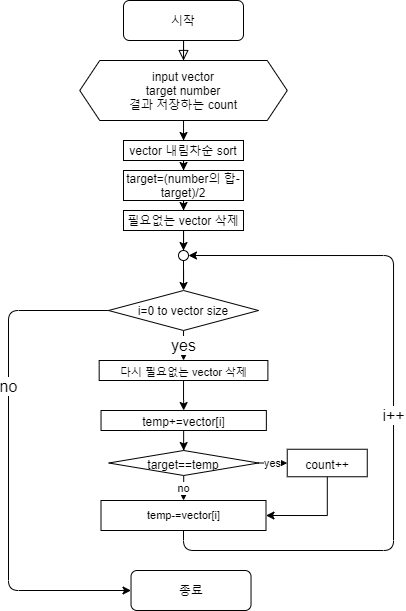 시작
input vector
target number
결과 저장하는 count
vector 내림차순 sort
target=(number의 합-
target)/2
필요없는 vector 삭제
i=0 to vector size
yes
no
다시 필요없는 vector 삭제
i++
temp+=vector[i]
target==temp
yes
count++
no
temp-=vector[i]
종료